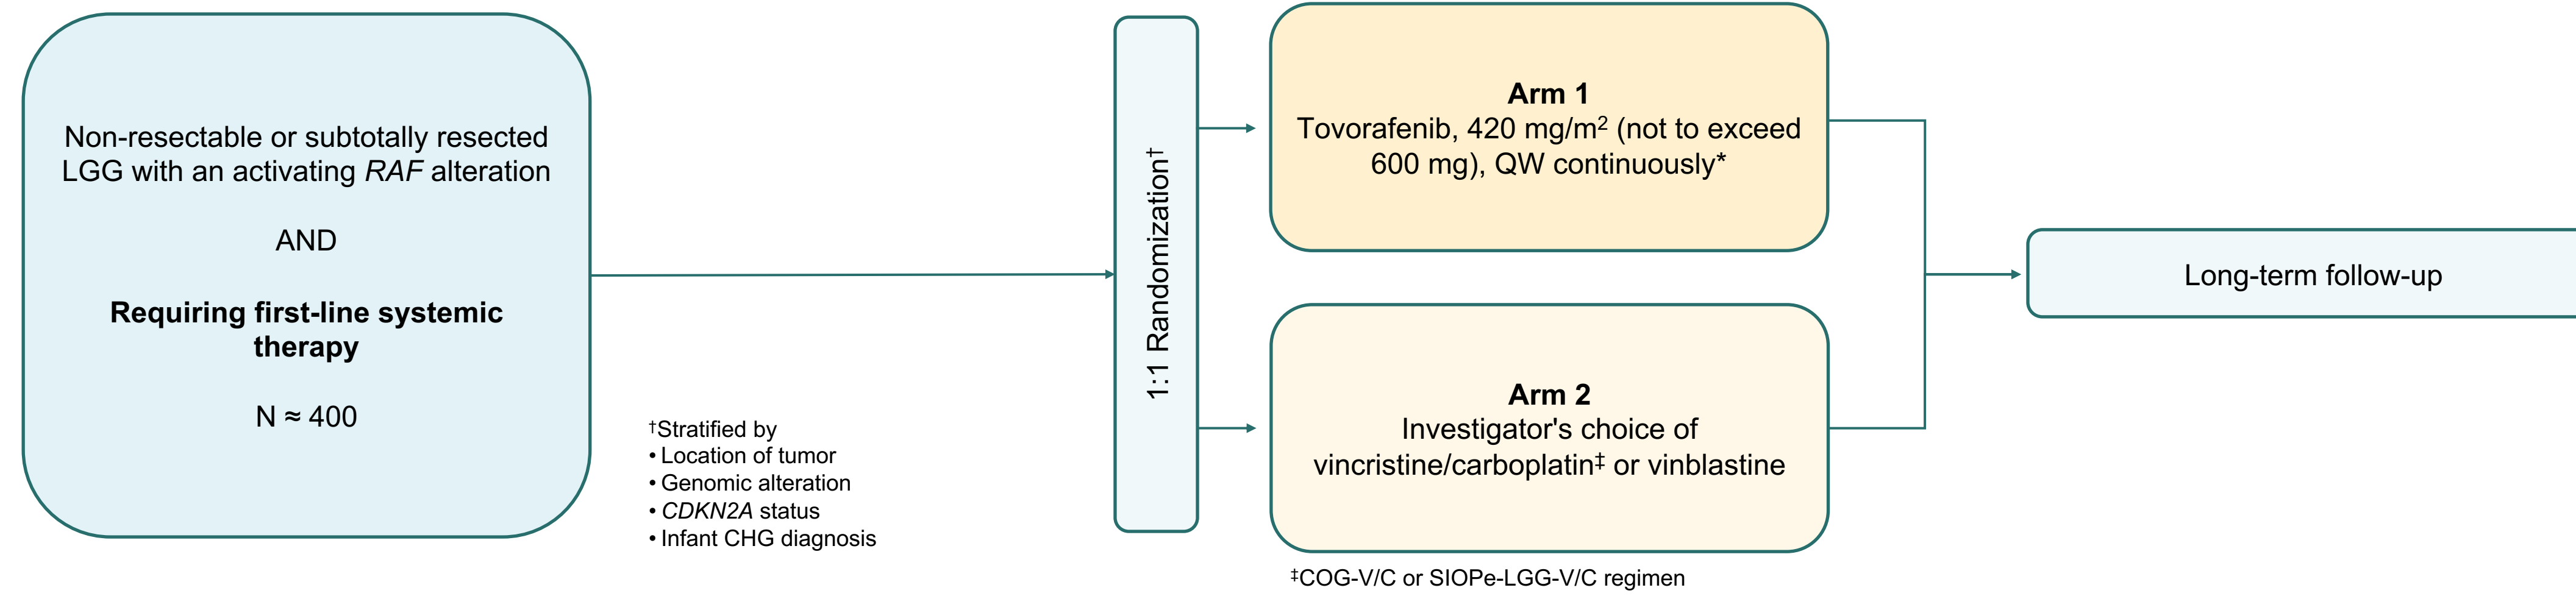 Non-resectable or subtotally resected
LGG with an activating RAF alteration
AND
Requiring first-line systemic
therapy
N ≈ 400
†Stratified by
• Location of tumor
• Genomic alteration
• CDKN2A status
• Infant CHG diagnosis
1:1 Randomization†
Arm 1
Tovorafenib, 420 mg/m² (not to exceed
600 mg), QW continuously*
Arm 2
Investigator's choice of
vincristine/carboplatin‡ or vinblastine
‡COG-V/C or SIOPe-LGG-V/C regimen
Long-term follow-up